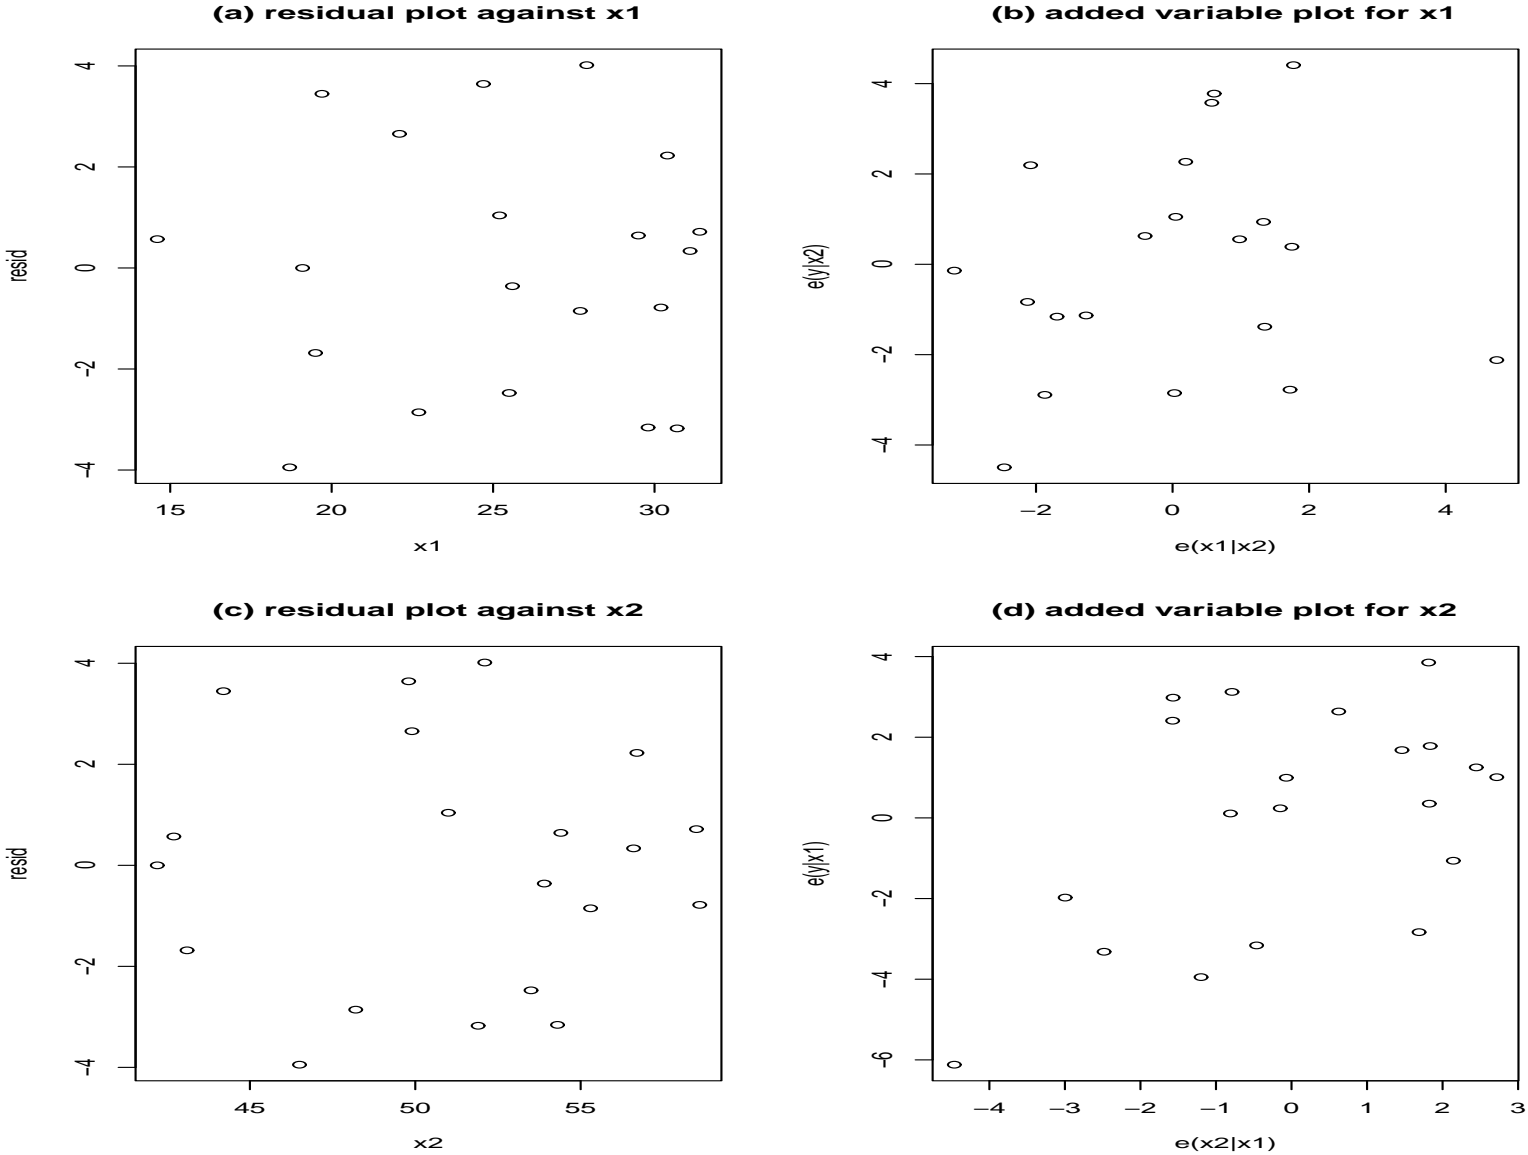 (a) residual plot against x1
4
2
0
−2
−4
resid
15 20 25 30
x1
(b) added variable plot for x1
4
2
0
−2
−4
e(y|x2)
−2 0 2 4
e(x1|x2)
(c) residual plot against x2
4
2
0
−2
−4
resid
45 50 55
x2
(d) added variable plot for x2
4
2
0
−2
−4
−6
e(y|x1)
−4 −3 −2 −1 0 1 2 3
e(x2|x1)